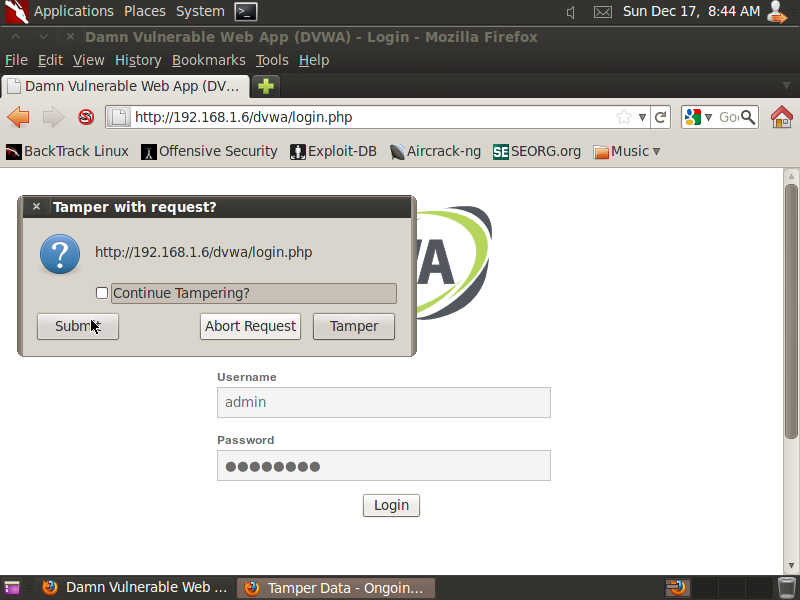 Applications Places System Sun Dec 17, 8:44 AM
Damn Vulnerable Web App (DVWA) - Login - Mozilla Firefox
File Edit View History Bookmarks Tools Help
Damn Vulnerable Web App (DV...
http://192.168.1.6/dvwa/login.php
BackTrack Linux Offensive Security Exploit-DB Aircrack-ng SEORG.org Music
Tamper with request?
http://192.168.1.6/dvwa/login.php
Continue Tampering?
Abort Request Tamper
WA
Username
admin
Password
Login
Damn Vulnerable Web ... Tamper Data - Ongoin...